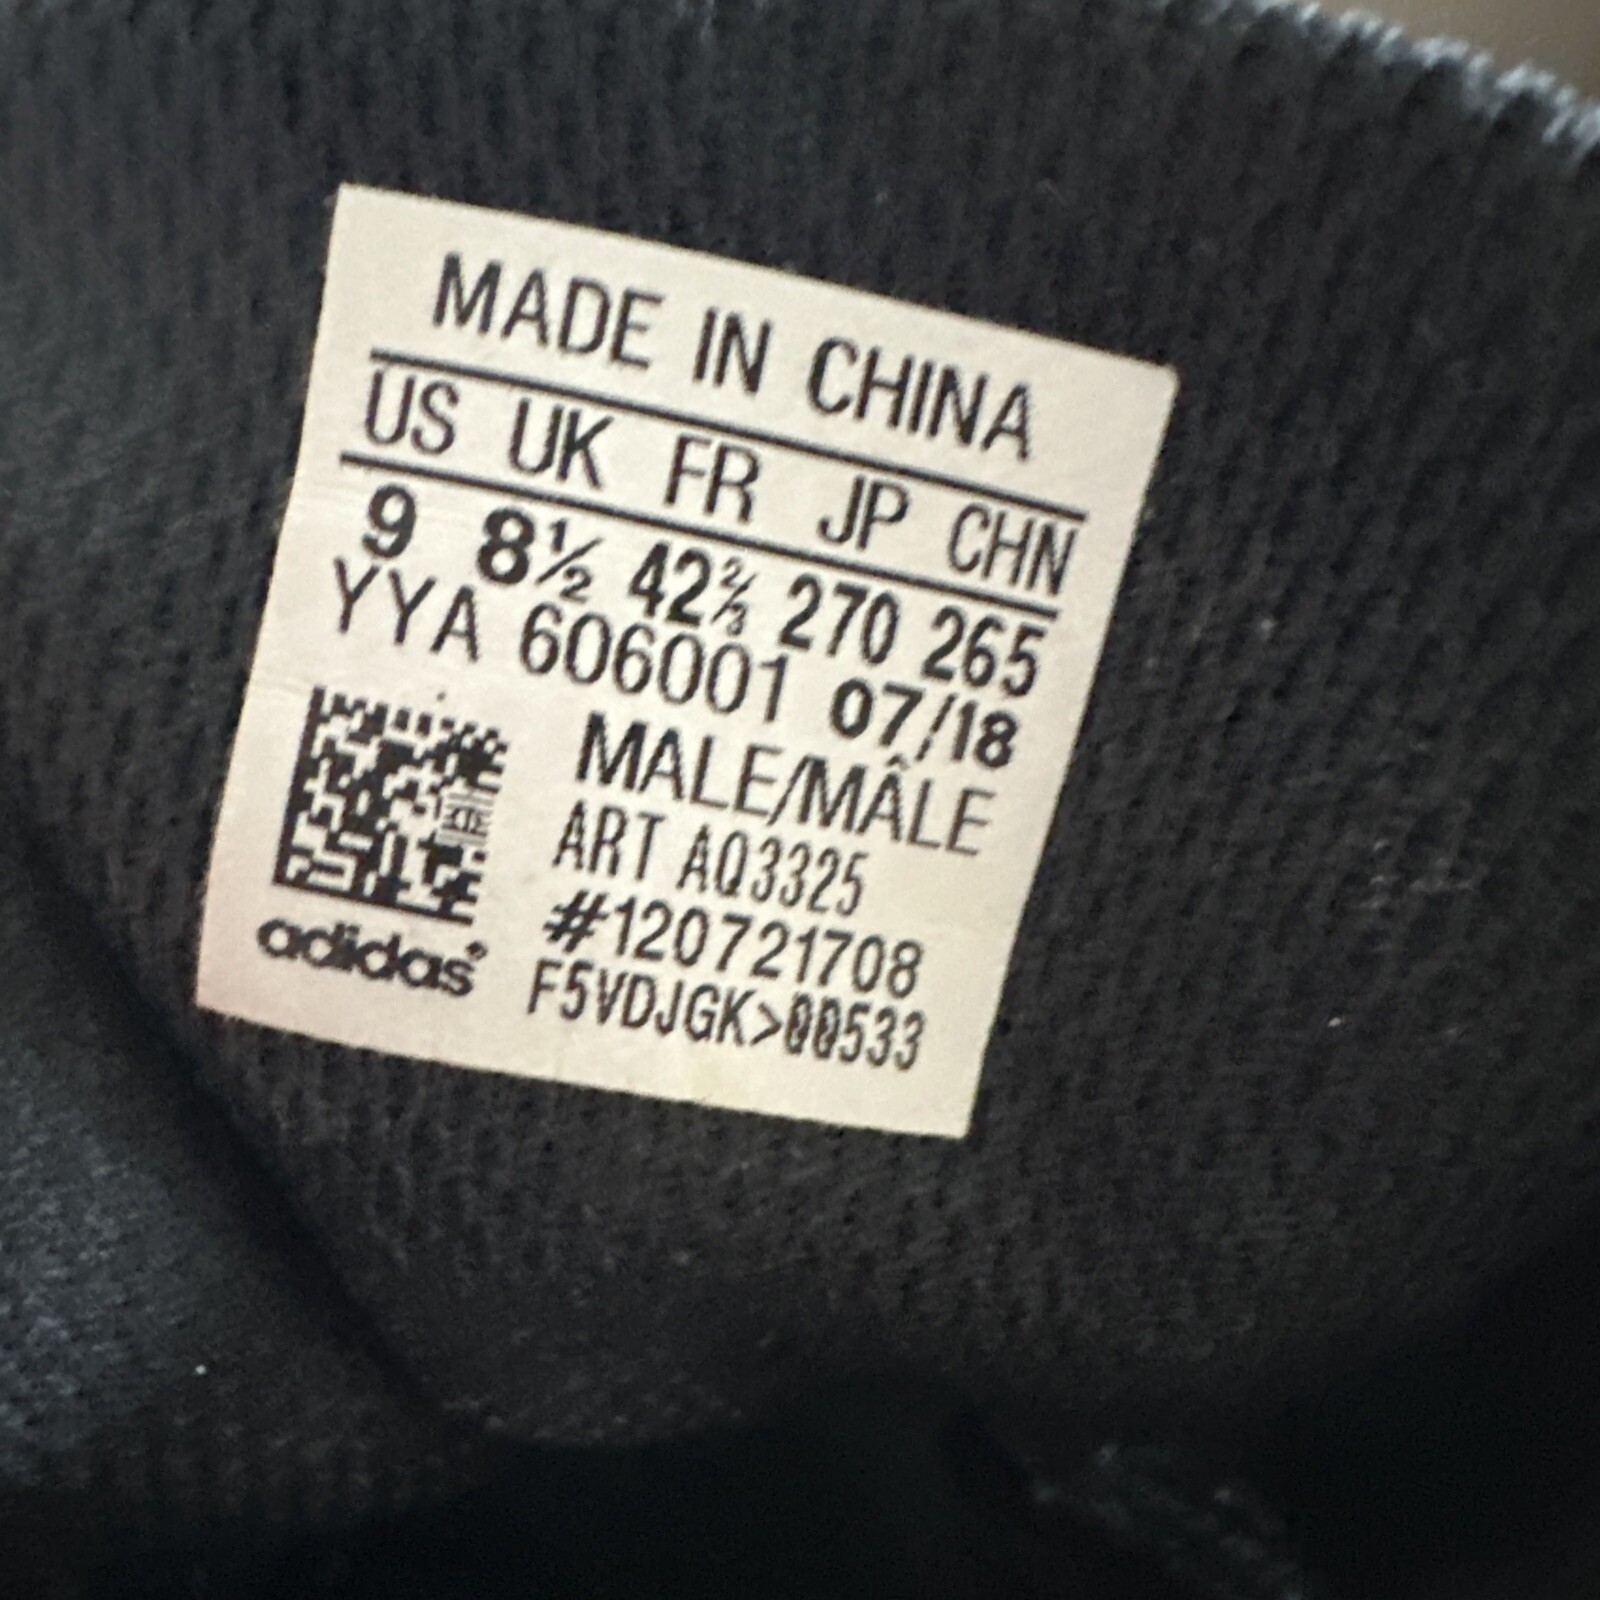 MADE IN CHINA
US UK FR JP CHN
9 8½ 42⅔ 270 265
YYA 606001 07/18
MALE/MÂLE
ART AQ3325
#120721708
F5VDJGK>00533
adidas®